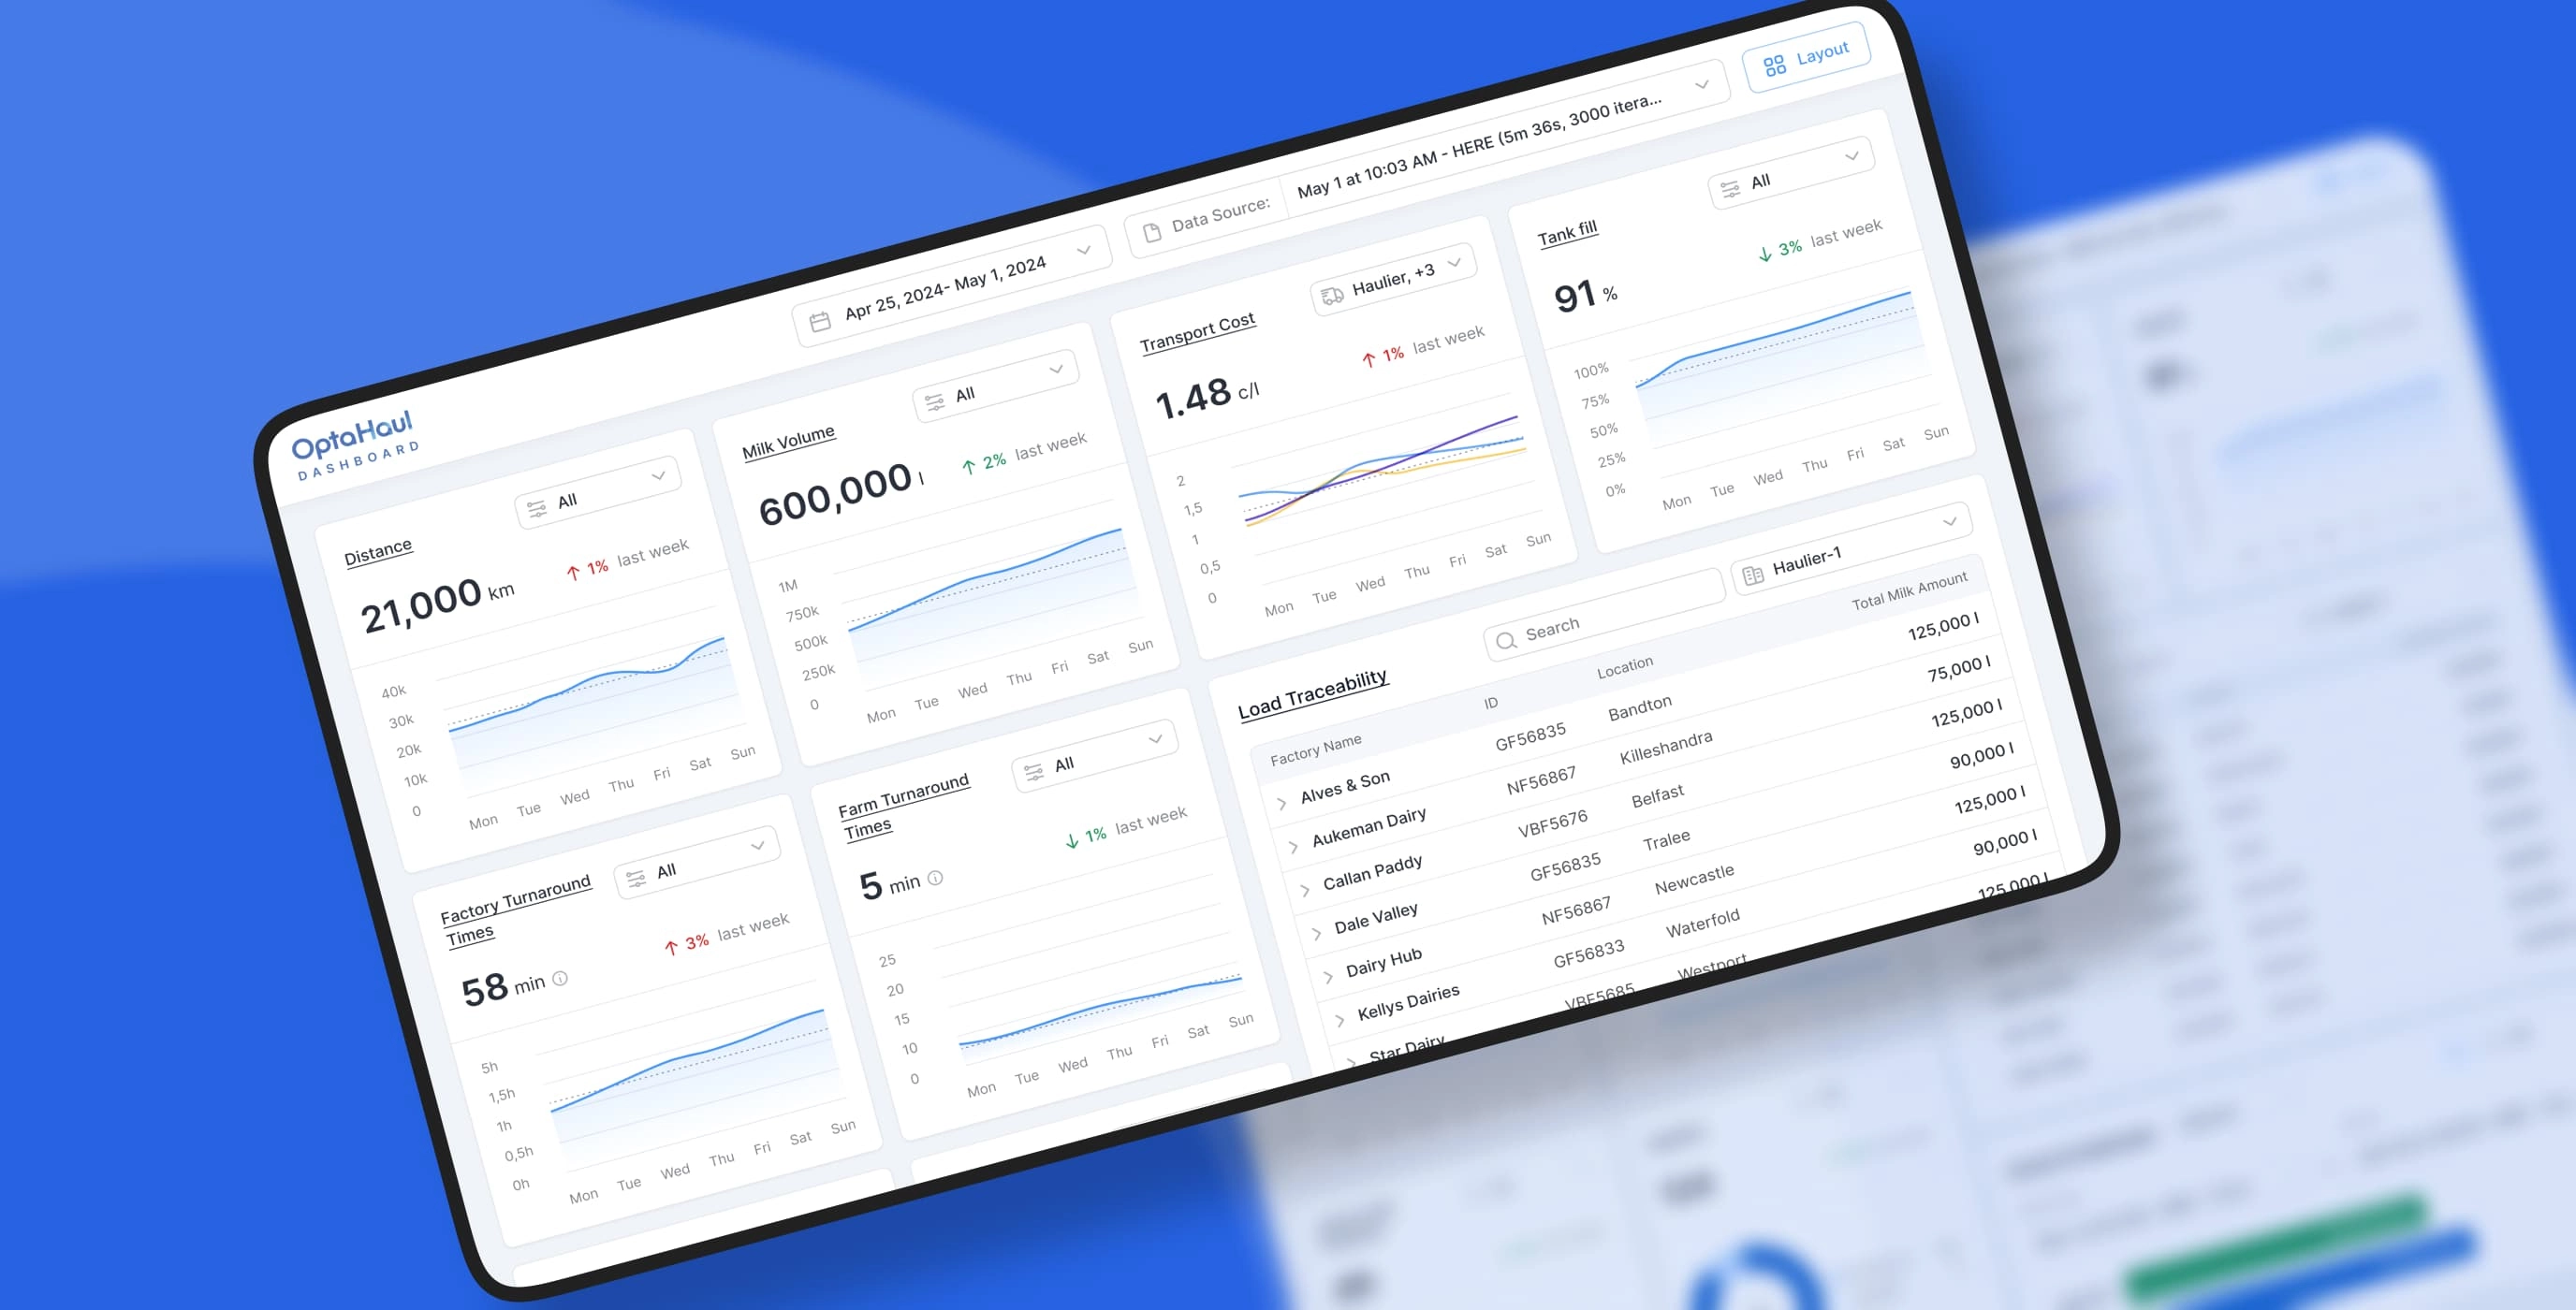 OptaHaul
DASHBOARD
Apr 25, 2024- May 1, 2024
Data Source:
May 1 at 10:03 AM - HERE (5m 36s, 3000 itera...
Layout
Distance
All
21,000 km
↑ 1% last week
40k
30k
20k
10k
0
Mon Tue Wed Thu Fri Sat Sun
Milk Volume
All
600,000 l
↑ 2% last week
1M
750k
500k
250k
0
Mon Tue Wed Thu Fri Sat Sun
Transport Cost
Haulier, +3
1.48 c/l
↑ 1% last week
2
1,5
1
0,5
0
Mon Tue Wed Thu Fri Sat Sun
Tank fill
All
91 %
↓ 3% last week
100%
75%
50%
25%
0%
Mon Tue Wed Thu Fri Sat Sun
Factory Turnaround
Times
All
58 min
↑ 3% last week
5h
1,5h
1h
0,5h
0h
Mon Tue Wed Thu Fri Sat Sun
Farm Turnaround
Times
All
5 min
↓ 1% last week
25
20
15
10
0
Mon Tue Wed Thu Fri Sat Sun
Load Traceability
Search
Haulier-1
Factory Name ID Location Total Milk Amount
Alves & Son GF56835 Bandton 125,000 l
Aukeman Dairy NF56867 Killeshandra 75,000 l
Callan Paddy VBF5676 Belfast 125,000 l
Dale Valley GF56835 Tralee 90,000 l
Dairy Hub NF56867 Newcastle 125,000 l
Kellys Dairies GF56833 Waterfold 90,000 l
Star Dairy VBF5685 Westport 125,000 l